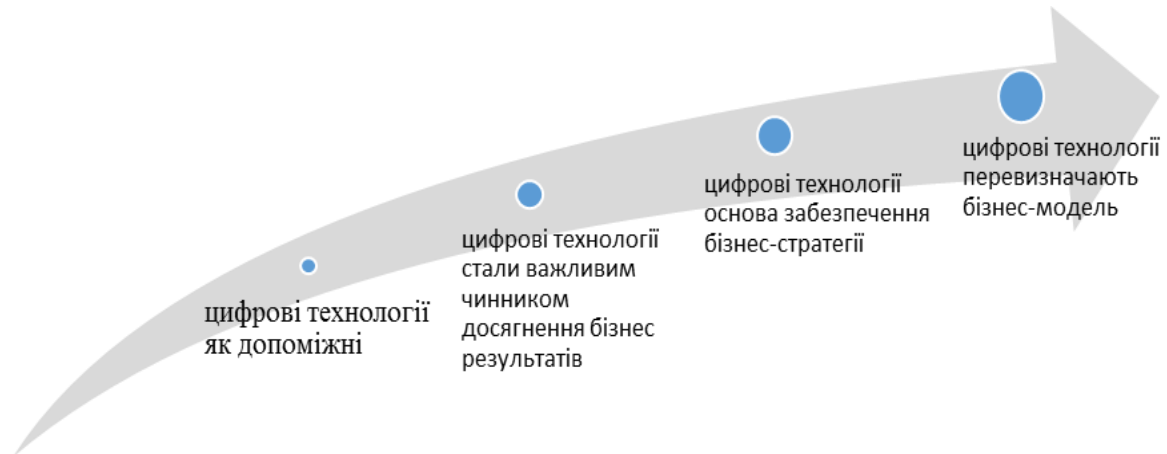 цифрові технології
як допоміжні
цифрові технології
стали важливим
чинником
досягнення бізнес
результатів
цифрові технології
основа забезпечення
бізнес-стратегії
цифрові технології
перевизначають
бізнес-модель